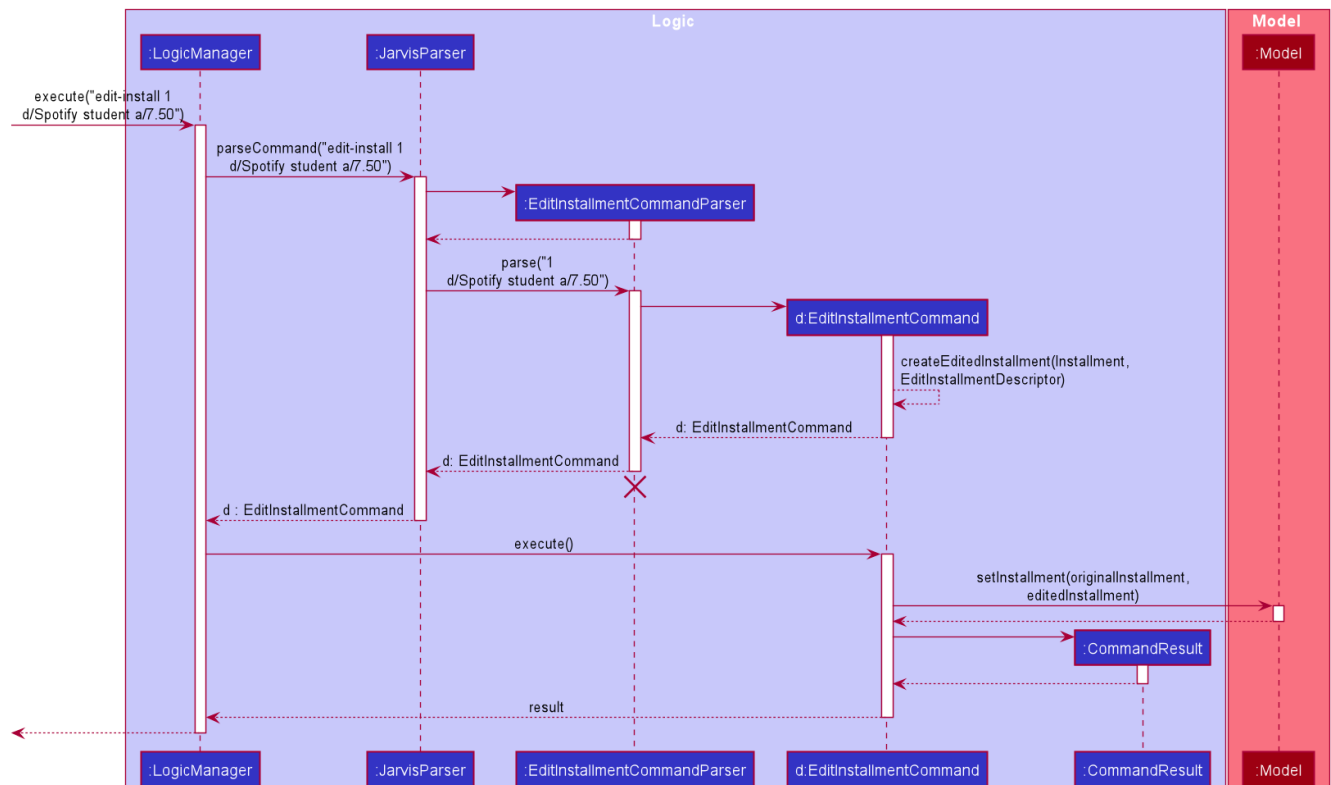 Logic
Model
:LogicManager
:JarvisParser
:Model
execute("edit-install 1
d/Spotify student a/7.50")
parseCommand("edit-install 1
d/Spotify student a/7.50")
:EditInstallmentCommandParser
parse("1
d/Spotify student a/7.50")
d:EditInstallmentCommand
createEditedInstallment(Installment,
EditInstallmentDescriptor)
d: EditInstallmentCommand
d: EditInstallmentCommand
d : EditInstallmentCommand
execute()
setInstallment(originalInstallment,
editedInstallment)
:CommandResult
result
:LogicManager
:JarvisParser
:EditInstallmentCommandParser
d:EditInstallmentCommand
:CommandResult
:Model